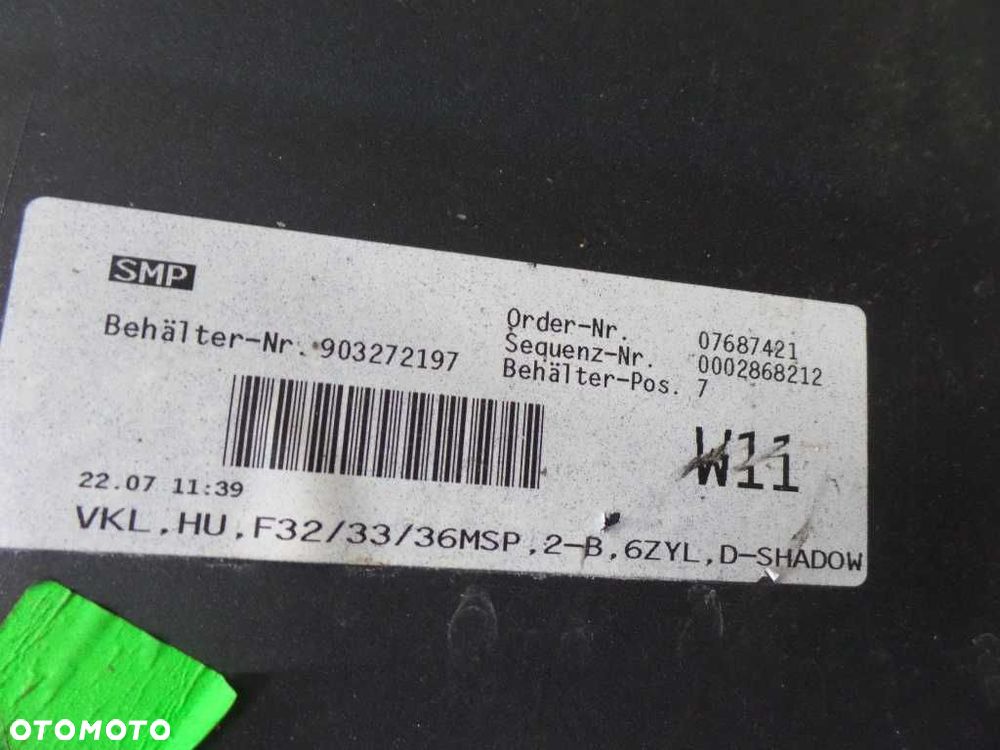 SMP
Behälter-Nr. 903272197
Order-Nr. 07687421
Sequenz-Nr. 0002868212
Behälter-Pos. 7
W11
22.07 11:39
VKL,HU,F32/33/36MSP,2-B,6ZYL,D-SHADOW
OTOMOTO